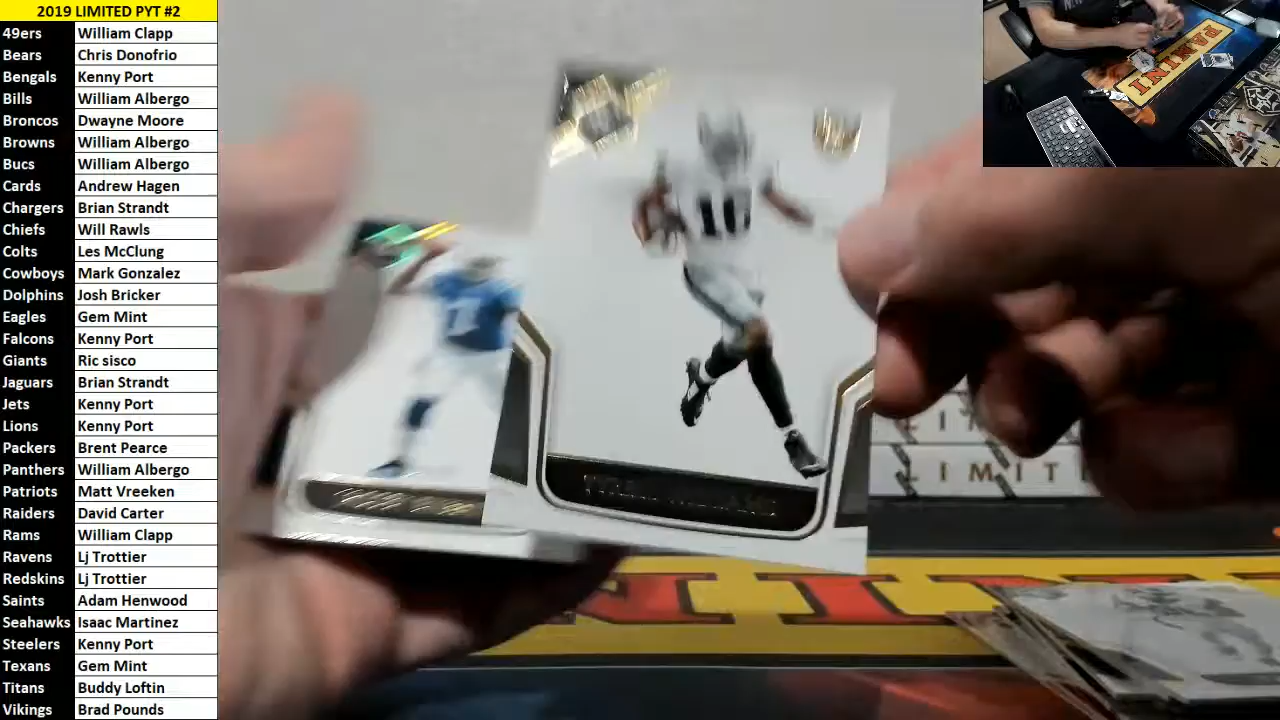 2019 LIMITED PYT #2
49ers William Clapp
Bears Chris Donofrio
Bengals Kenny Port
Bills William Albergo
Broncos Dwayne Moore
Browns William Albergo
Bucs William Albergo
Cards Andrew Hagen
Chargers Brian Strandt
Chiefs Will Rawls
Colts Les McClung
Cowboys Mark Gonzalez
Dolphins Josh Bricker
Eagles Gem Mint
Falcons Kenny Port
Giants Ric sisco
Jaguars Brian Strandt
Jets Kenny Port
Lions Kenny Port
Packers Brent Pearce
Panthers William Albergo
Patriots Matt Vreeken
Raiders David Carter
Rams William Clapp
Ravens Lj Trottier
Redskins Lj Trottier
Saints Adam Henwood
Seahawks Isaac Martinez
Steelers Kenny Port
Texans Gem Mint
Titans Buddy Loftin
Vikings Brad Pounds
PANINI
10
LIMIT